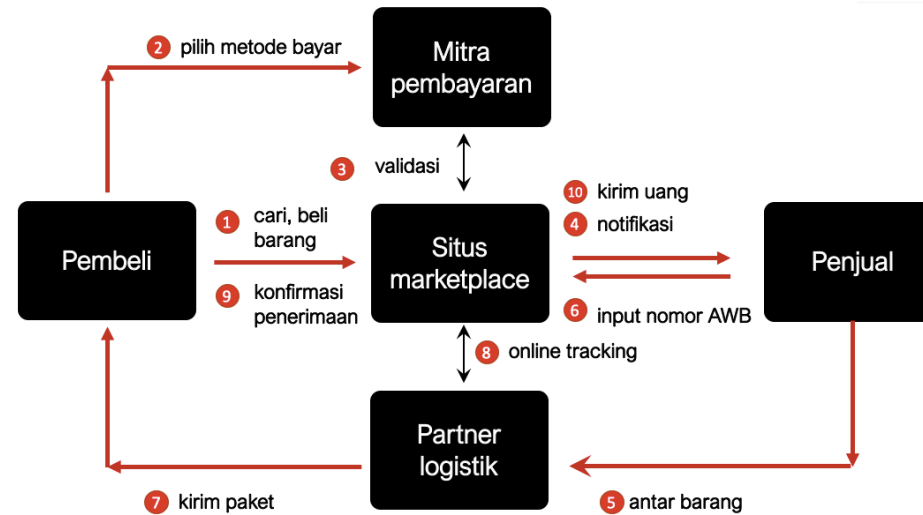 2 pilih metode bayar
Mitra
pembayaran
3 validasi
10 kirim uang
4 notifikasi
1 cari, beli
barang
Pembeli
Situs
marketplace
Penjual
9 konfirmasi
penerimaan
6 input nomor AWB
8 online tracking
Partner
logistik
7 kirim paket
5 antar barang